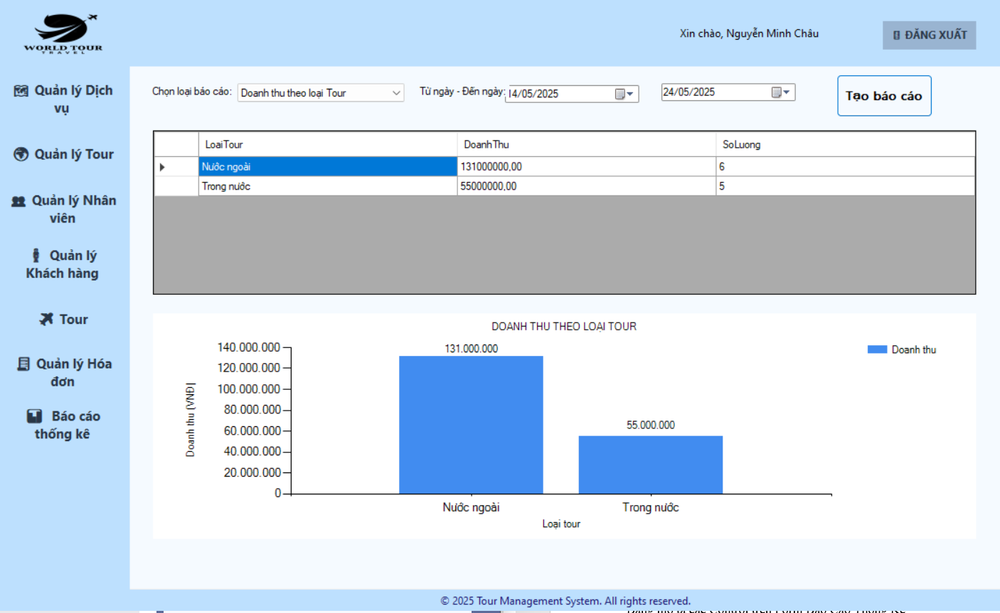 WORLD TOUR
TRAVEL
Xin chào, Nguyễn Minh Châu
ĐĂNG XUẤT
Quản lý Dịch
vụ
Quản lý Tour
Quản lý Nhân
viên
Quản lý
Khách hàng
Tour
Quản lý Hóa
đơn
Báo cáo
thống kê
Chọn loại báo cáo: Doanh thu theo loại Tour Từ ngày - Đến ngày: 14/05/2025 24/05/2025 Tạo báo cáo
LoaiTour DoanhThu SoLuong
Nước ngoài 131000000,00 6
Trong nước 55000000,00 5
DOANH THU THEO LOẠI TOUR
Doanh thu
140.000.000
120.000.000
100.000.000
80.000.000
60.000.000
40.000.000
20.000.000
0
Doanh thu (VNĐ)
131.000.000
55.000.000
Nước ngoài Trong nước
Loại tour
© 2025 Tour Management System. All rights reserved.